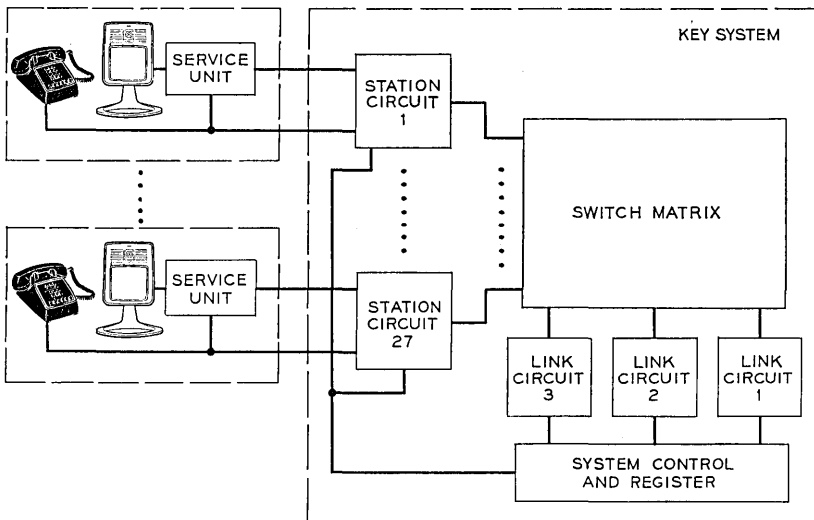 KEY SYSTEM
SERVICE
UNIT
STATION
CIRCUIT
1
SWITCH MATRIX
SERVICE
UNIT
STATION
CIRCUIT
27
LINK
CIRCUIT
3
LINK
CIRCUIT
2
LINK
CIRCUIT
1
SYSTEM CONTROL
AND REGISTER